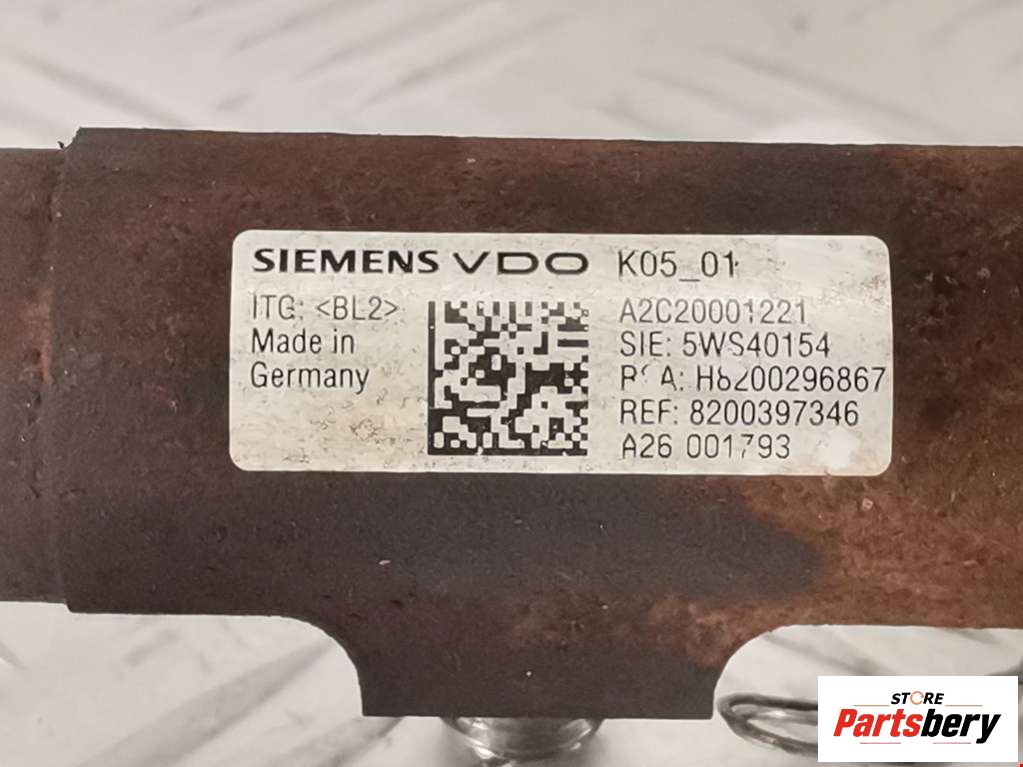 SIEMENS VDO K05_01
ITG: <BL2> A2C20001221
Made in SIE: 5WS40154
Germany H8200296867
REF: 8200397346
A26 001793
STORE
Partsbery